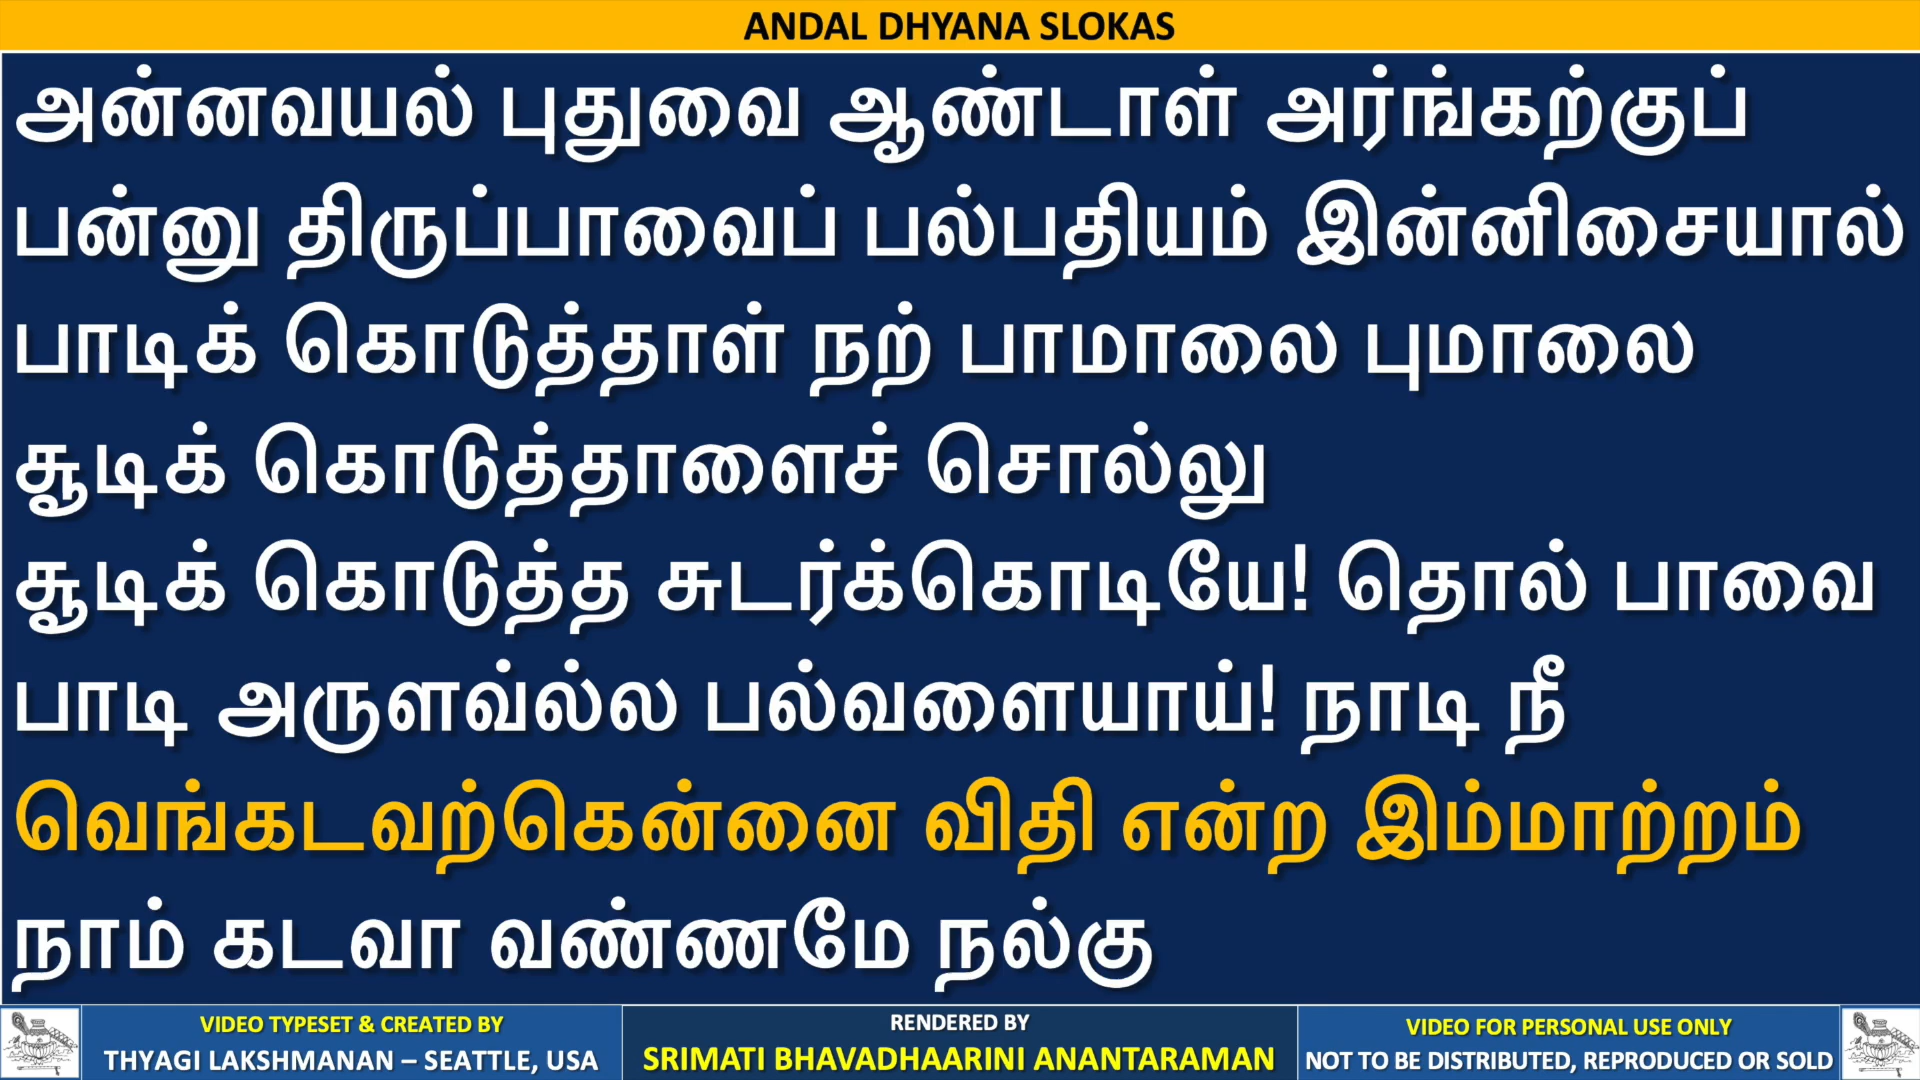 ANDAL DHYANA SLOKAS
அன்னவயல் புதுவை ஆண்டாள் அர்ங்கற்குப்
பன்னு திருப்பாவைப் பல்பதியம் இன்னிசையால்
பாடிக் கொடுத்தாள் நற் பாமாலை புமாலை
சூடிக் கொடுத்தாளைச் சொல்லு
சூடிக் கொடுத்த சுடர்க்கொடியே! தொல் பாவை
பாடி அருளவ்ல்ல பல்வளையாய்! நாடி நீ
வெங்கடவற்கென்னை விதி என்ற இம்மாற்றம்
நாம் கடவா வண்ணமே நல்கு
VIDEO TYPESET & CREATED BY
THYAGI LAKSHMANAN – SEATTLE, USA
RENDERED BY
SRIMATI BHAVADHAARINI ANANTARAMAN
VIDEO FOR PERSONAL USE ONLY
NOT TO BE DISTRIBUTED, REPRODUCED OR SOLD